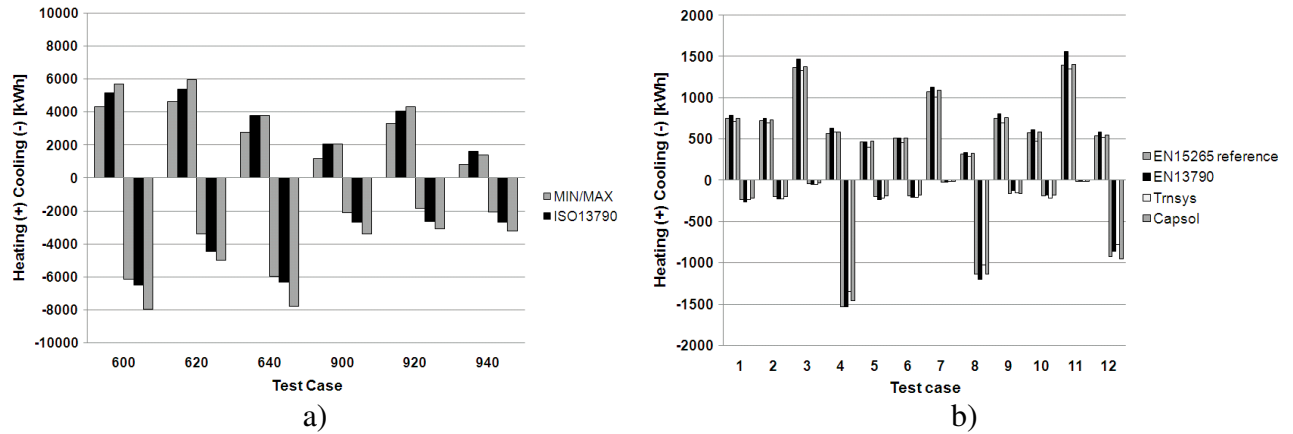 Heating (+) Cooling (-) [kWh]
10000
8000
6000
4000
2000
0
-2000
-4000
-6000
-8000
-10000
600 620 640 900 920 940
Test Case
MIN/MAX
ISO13790
a)
Heating (+) Cooling (-) [kWh]
2000
1500
1000
500
0
-500
-1000
-1500
-2000
1 2 3 4 5 6 7 8 9 10 11 12
Test case
EN15265 reference
EN13790
Trnsys
Capsol
b)